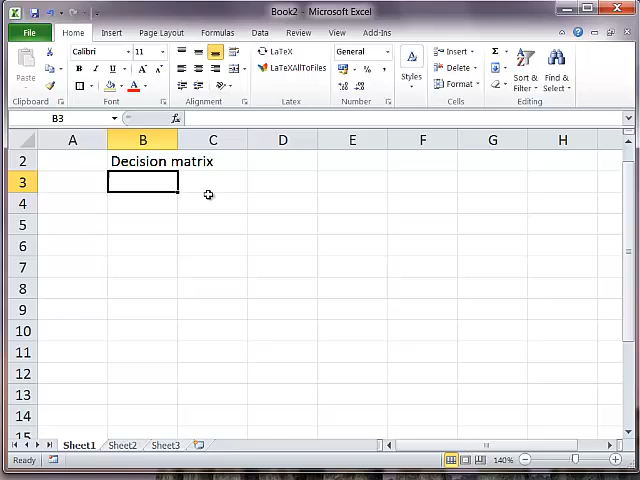 Book2 - Microsoft Excel
File Home Insert Page Layout Formulas Data Review View Add-Ins
Calibri 11 LaTeX General Insert Σ
Paste B I U A A LaTeXAllToFiles % , Styles Delete Sort & Find &
A Format Filter Select
Clipboard Font Alignment Latex Number Cells Editing
B3 fx
A B C D E F G H
2 Decision matrix
3
4
5
6
7
8
9
10
11
12
13
14
15
Sheet1 Sheet2 Sheet3
Ready 140%